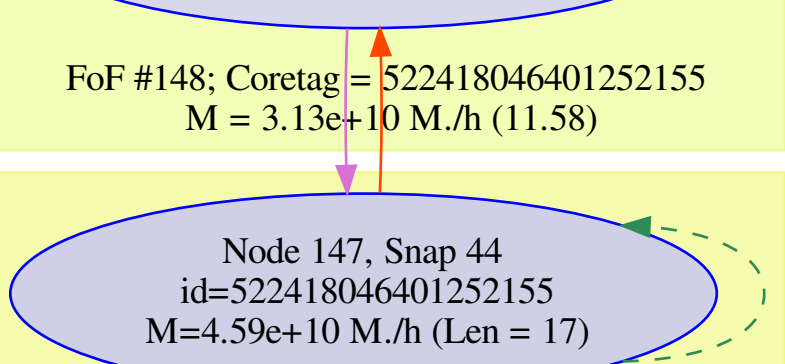 FoF #148; Coretag = 522418046401252155
M = 3.13e+10 M./h (11.58)
Node 147, Snap 44
id=522418046401252155
M=4.59e+10 M./h (Len = 17)